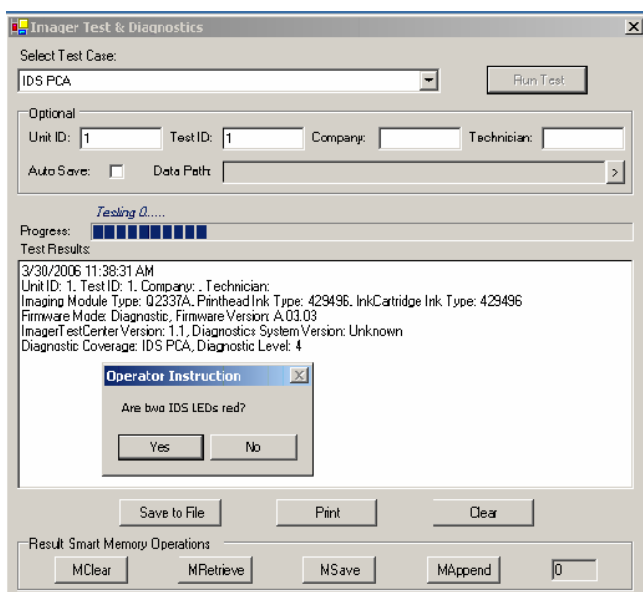 Imager Test & Diagnostics
Select Test Case:
IDS PCA
Run Test
Optional
Unit ID: 1 Test ID: 1 Company: Technician:
Auto Save: Data Path: >
Testing 0.....
Progress:
Test Results:
3/30/2006 11:38:31 AM
Unit ID: 1, Test ID: 1, Company: , Technician:
Imaging Module Type: Q2337A, Printhead Ink Type: 429496, InkCartridge Ink Type: 429496
Firmware Mode: Diagnostic, Firmware Version: A.03.03
ImagerTestCenter Version: 1.1, Diagnostics System Version: Unknown
Diagnostic Coverage: IDS PCA, Diagnostic Level: 4
Operator Instruction
Are two IDS LEDs red?
Yes No
Save to File Print Clear
Result Smart Memory Operations
MClear MRetrieve MSave MAppend 0